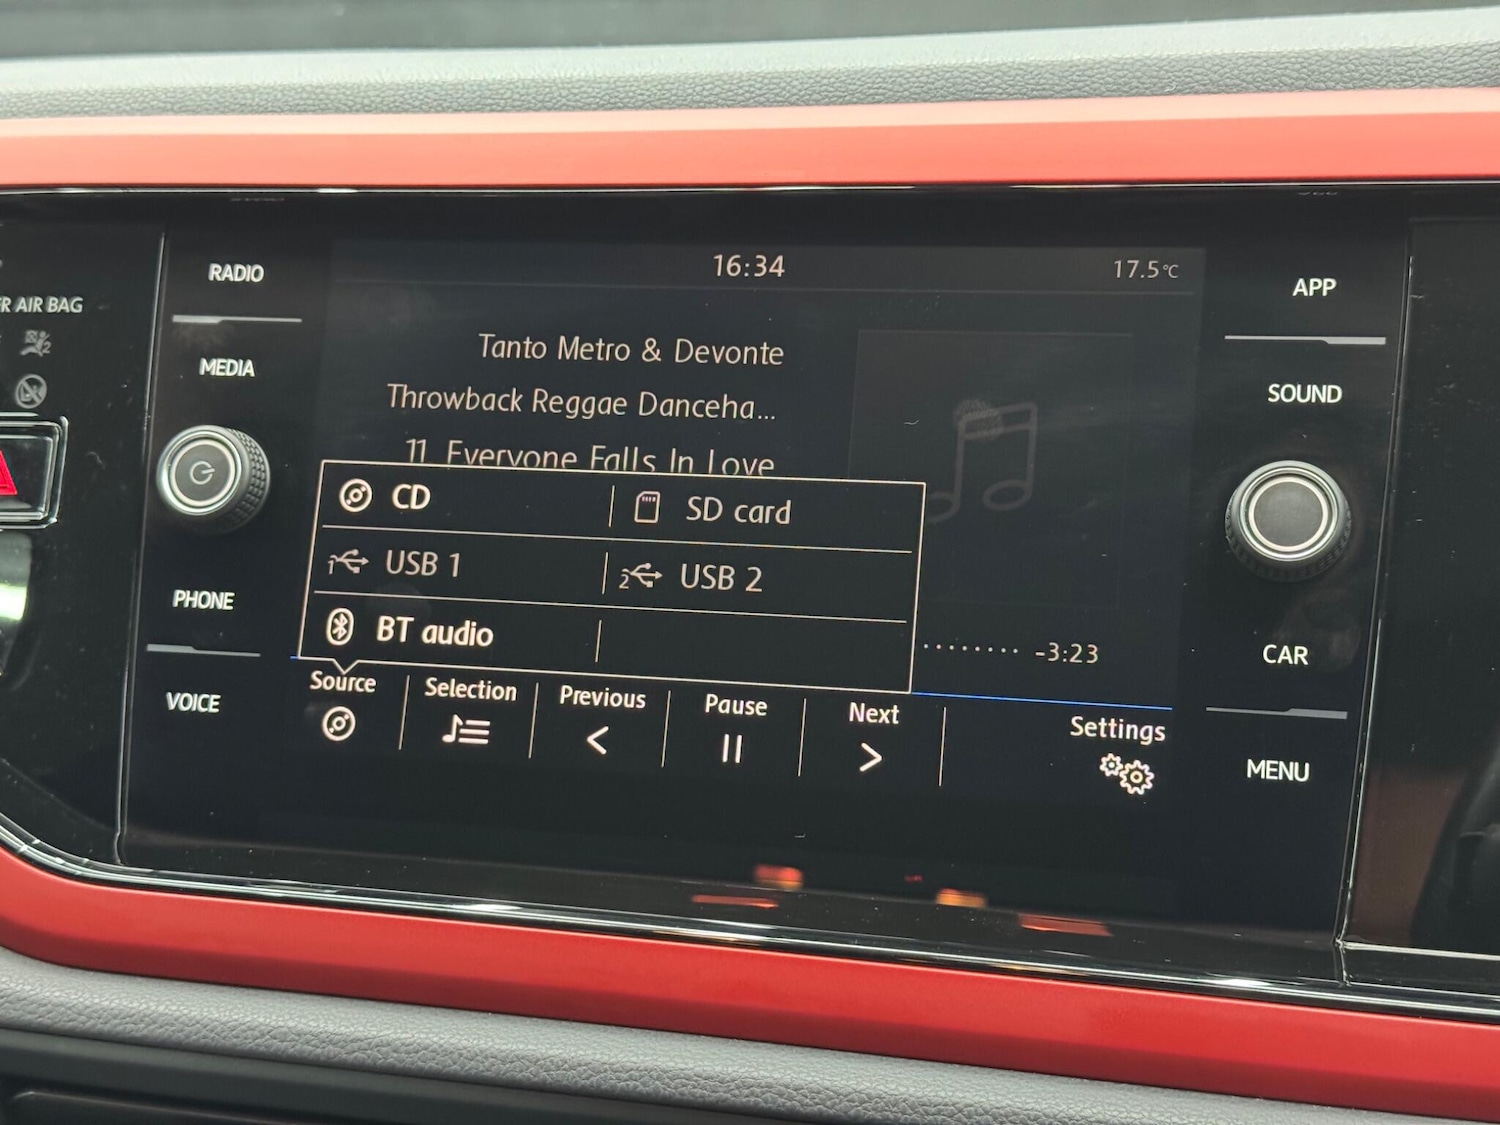 RADIO
MEDIA
PHONE
VOICE
R AIR BAG
16:34
17.5°C
Tanto Metro & Devonte
Throwback Reggae Danceha...
11 Everyone Falls In Love
CD
SD card
1 USB 1
2 USB 2
BT audio
-3:23
Source
Selection
Previous
Pause
Next
Settings
APP
SOUND
CAR
MENU